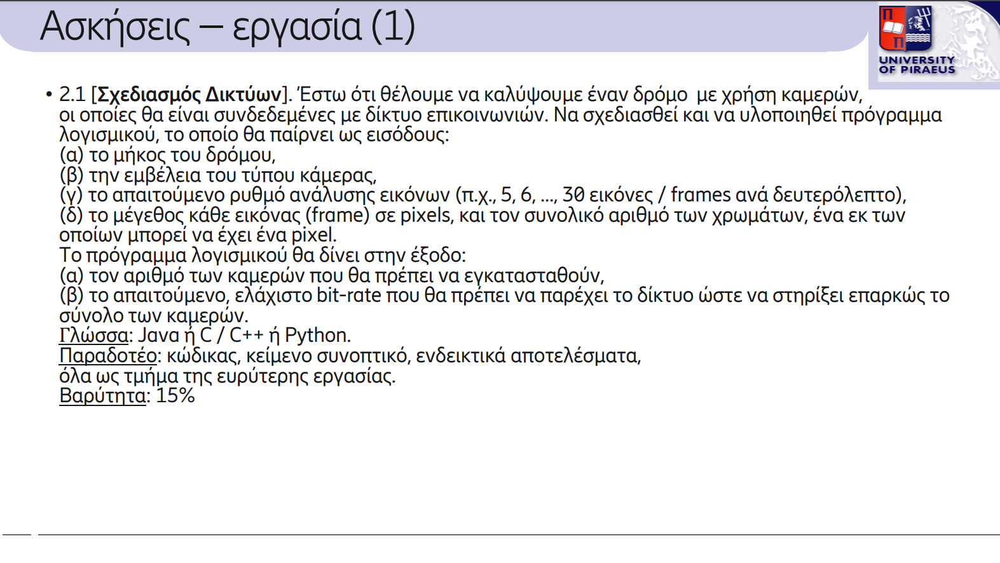 Ασκήσεις – εργασία (1)
Π
Π
UNIVERSITY
OF PIRAEUS
• 2.1 [Σχεδιασμός Δικτύων]. Έστω ότι θέλουμε να καλύψουμε έναν δρόμο  με χρήση καμερών,
οι οποίες θα είναι συνδεδεμένες με δίκτυο επικοινωνιών. Να σχεδιασθεί και να υλοποιηθεί πρόγραμμα
λογισμικού, το οποίο θα παίρνει ως εισόδους:
(α) το μήκος του δρόμου,
(β) την εμβέλεια του τύπου κάμερας,
(γ) το απαιτούμενο ρυθμό ανάλυσης εικόνων (π.χ., 5, 6, ..., 30 εικόνες / frames ανά δευτερόλεπτο),
(δ) το μέγεθος κάθε εικόνας (frame) σε pixels, και τον συνολικό αριθμό των χρωμάτων, ένα εκ των
οποίων μπορεί να έχει ένα pixel.
Το πρόγραμμα λογισμικού θα δίνει στην έξοδο:
(α) τον αριθμό των καμερών που θα πρέπει να εγκατασταθούν,
(β) το απαιτούμενο, ελάχιστο bit-rate που θα πρέπει να παρέχει το δίκτυο ώστε να στηρίξει επαρκώς το
σύνολο των καμερών.
Γλώσσα: Java ή C / C++ ή Python.
Παραδοτέο: κώδικας, κείμενο συνοπτικό, ενδεικτικά αποτελέσματα,
όλα ως τμήμα της ευρύτερης εργασίας.
Βαρύτητα: 15%